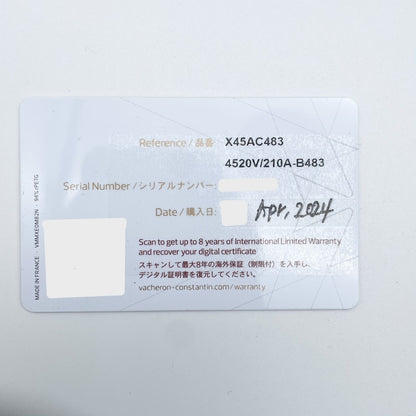 Reference / 品番
X45AC483
4520V/210A-B483
Serial Number / シリアルナンバー:
Date / 購入日: Apr, 2024
Scan to get up to 8 years of International Limited Warranty
and recover your digital certificate
スキャンして最大8年の海外保証（制限付）を入手し、
デジタル証明書を復元してください。
vacheron-constantin.com/warranty
MADE IN FRANCE